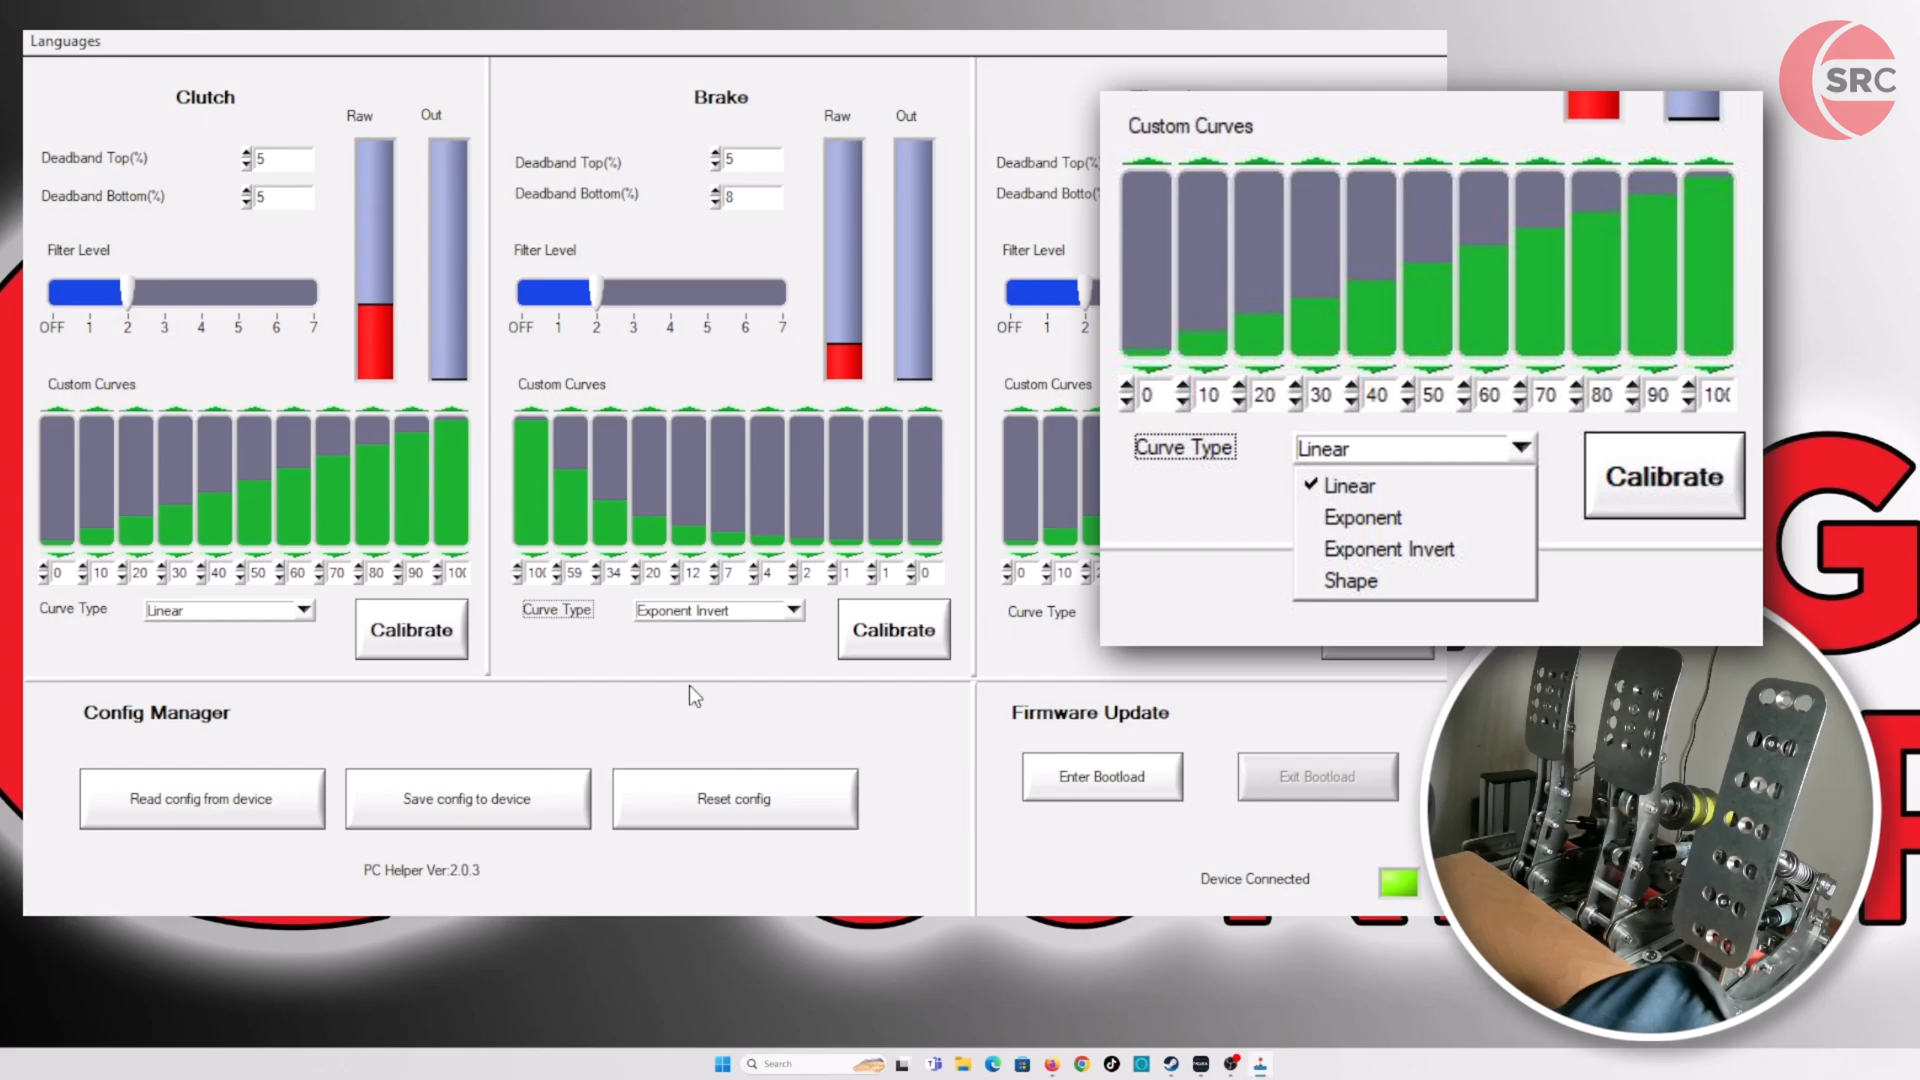 Languages
SRC
Clutch
Raw
Out
Deadband Top(%)
5
Deadband Bottom(%)
5
Filter Level
OFF 1 2 3 4 5 6 7
Custom Curves
0 10 20 30 40 50 60 70 80 90 100
Curve Type
Linear
Calibrate
Brake
Raw
Out
Deadband Top(%)
5
Deadband Bottom(%)
8
Filter Level
OFF 1 2 3 4 5 6 7
Custom Curves
100 59 34 20 12 7 4 2 1 1 0
Curve Type
Exponent Invert
Calibrate
Deadband Top(%
Deadband Botto(
Filter Level
OFF 1 2
Custom Curves
0 10
Curve Type
Custom Curves
0 10 20 30 40 50 60 70 80 90 100
Curve Type
Linear
Linear
Exponent
Exponent Invert
Shape
Calibrate
Config Manager
Read config from device
Save config to device
Reset config
PC Helper Ver:2.0.3
Firmware Update
Enter Bootload
Exit Bootload
Device Connected
G
Search